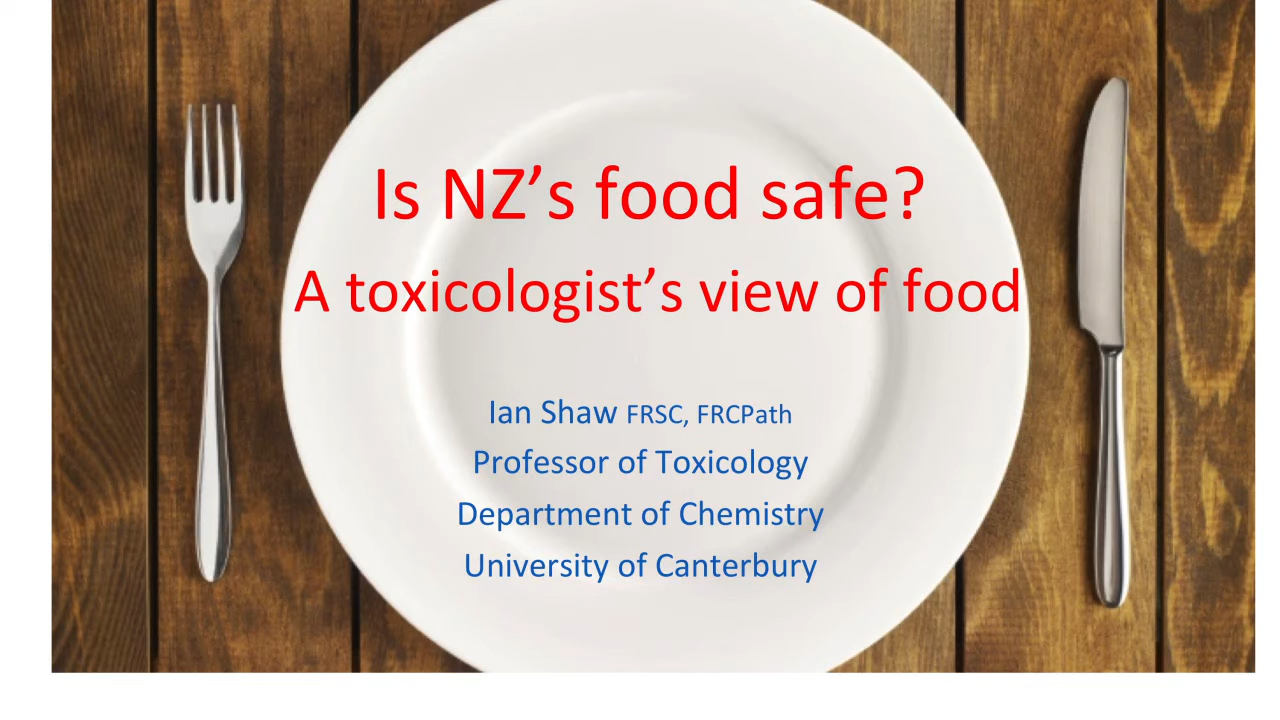 Is NZ’s food safe?
A toxicologist’s view of food
Ian Shaw FRSC, FRCPath
Professor of Toxicology
Department of Chemistry
University of Canterbury